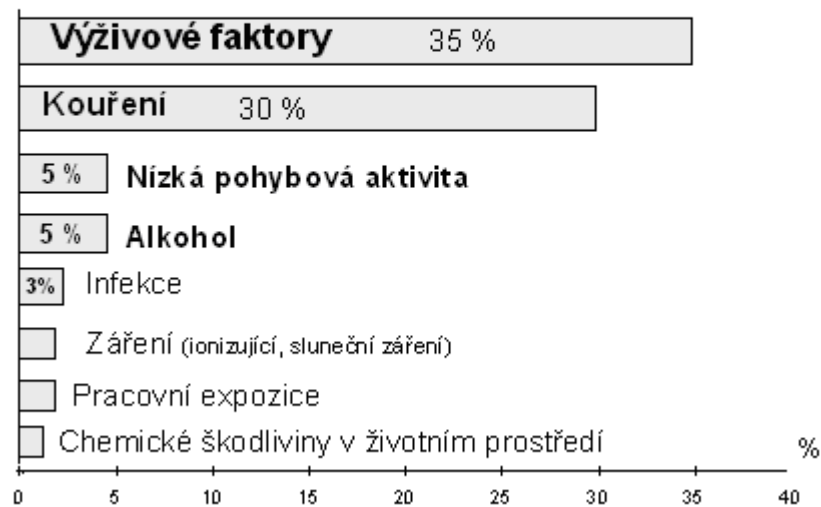 Výživové faktory 35 %
Kouření 30 %
5 % Nízká pohybová aktivita
5 % Alkohol
3% Infekce
Záření (ionizující, sluneční záření)
Pracovní expozice
Chemické škodliviny v životním prostředí %
0 5 10 15 20 25 30 35 40